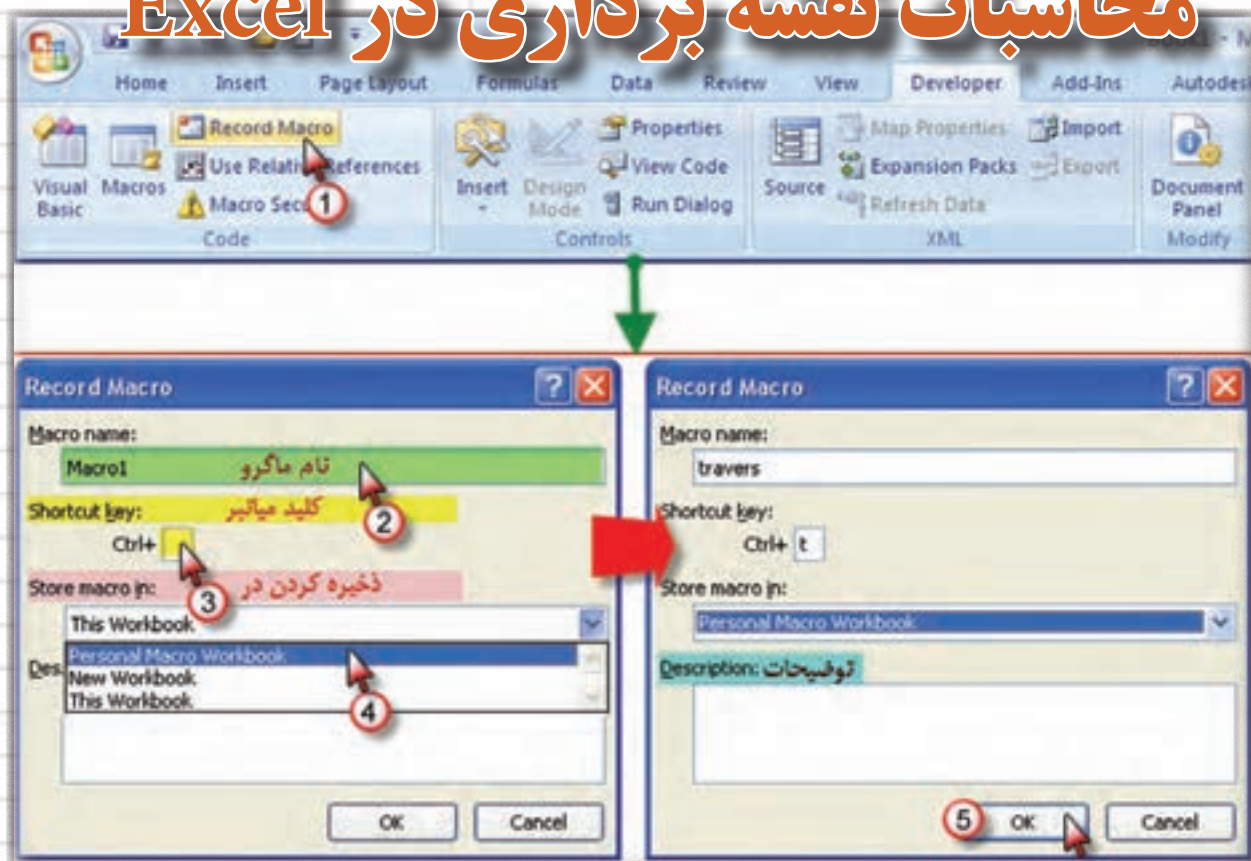 محاسبات نقشه برداری در Excel
Book1 - M
Home Insert Page Layout Formulas Data Review View Developer Add-Ins Autodes
Visual Basic
Macros
Record Macro
Use Relative References
Macro Sec
1
Code
Insert
Design Mode
Properties
View Code
Run Dialog
Controls
Source
Map Properties
Expansion Packs
Refresh Data
Import
Export
XML
Document Panel
Modify
Record Macro
Macro name:
Macro1 نام ماگرو
2
Shortcut key: کلید میانبر
Ctrl+
3
Store macro in: ذخیره کردن در
This Workbook
Des
Personal Macro Workbook
New Workbook
This Workbook
4
OK Cancel
Record Macro
Macro name:
travers
Shortcut key:
Ctrl+ t
Store macro in:
Personal Macro Workbook
Description: توضیحات
5 OK Cancel